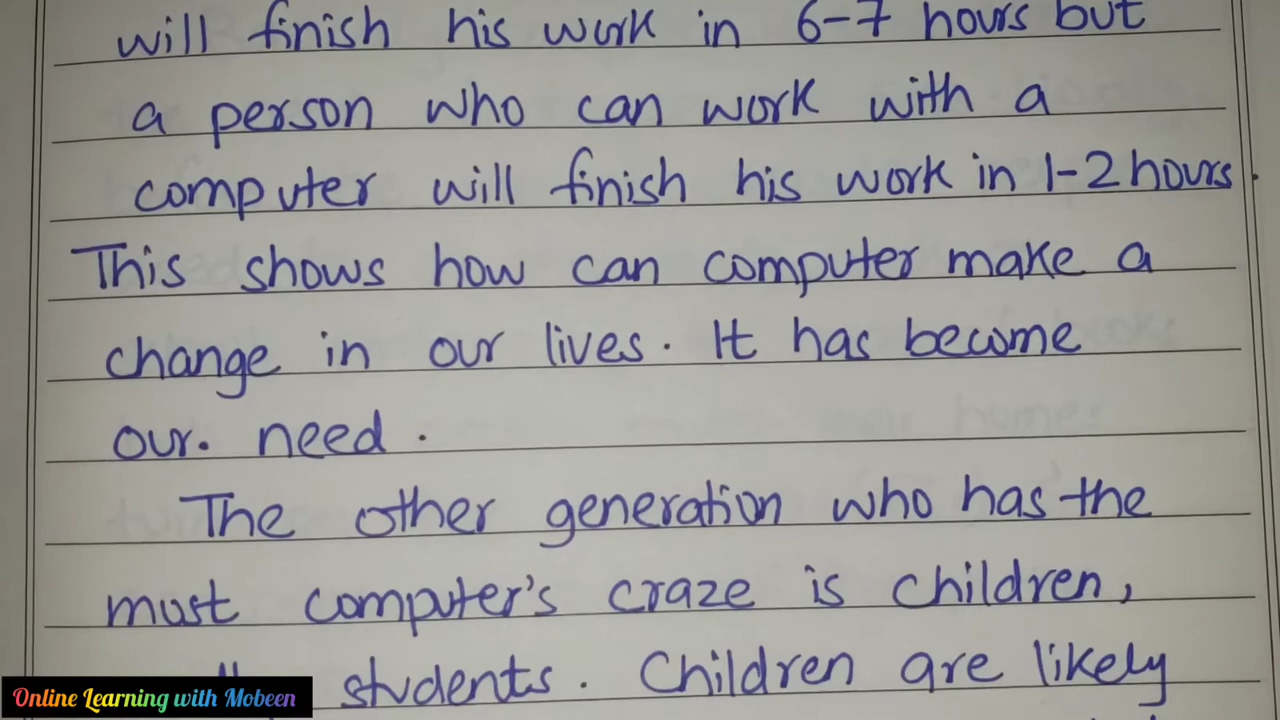 will finish his work in 6-7 hours but
a person who can work with a
computer will finish his work in 1-2 hours.
This shows how can computer make a
change in our lives. It has become
our. need.
The other generation who has the
most computer's craze is children,
students. Children are likely
Online Learning with Mobeen